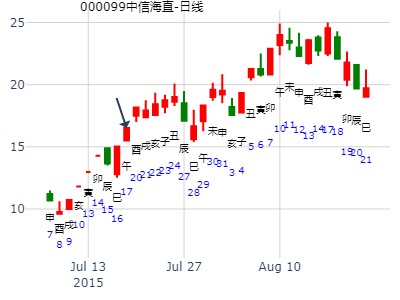 000099中信海直-日线
25
20
15
10
申 酉 戌 亥 寅 卯 辰 巳 午 酉 戌 亥 子 丑 辰 巳 午 未 申 亥 子 丑 寅 卯 午 未 申 酉 戌 丑 寅 卯 辰 巳
7 8 9 10 13 14 15 16 17 20 21 22 23 24 27 28 29 30 31 3 4 5 6 7 10 11 12 13 14 17 18 19 20 21
Jul 13 Jul 27 Aug 10
2015